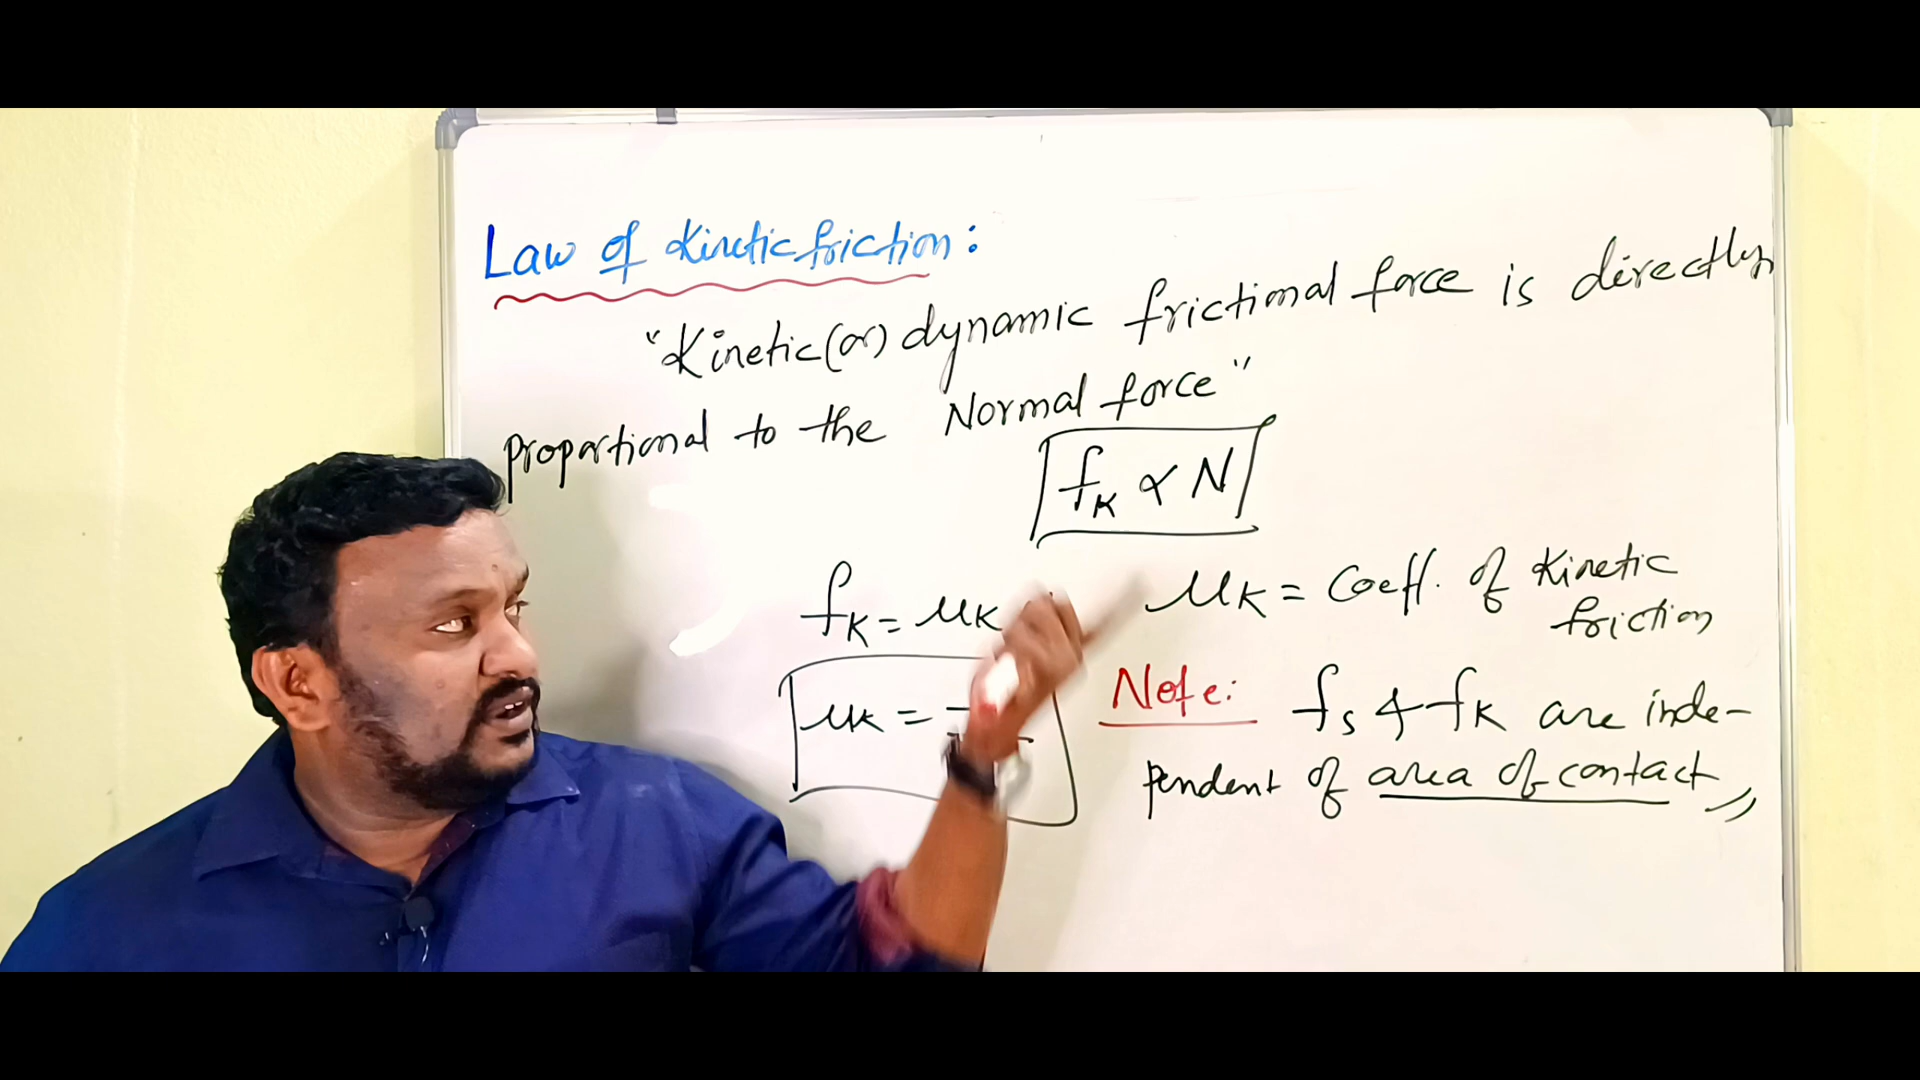 Law of Kinetic friction:
"Kinetic (or) dynamic frictional force is directly
proportional to the Normal force"
fK ∝ N
fK = μK
μK = Coeff. of Kinetic
friction
μK =
Note: fs & fK are inde-
pendent of area of contact